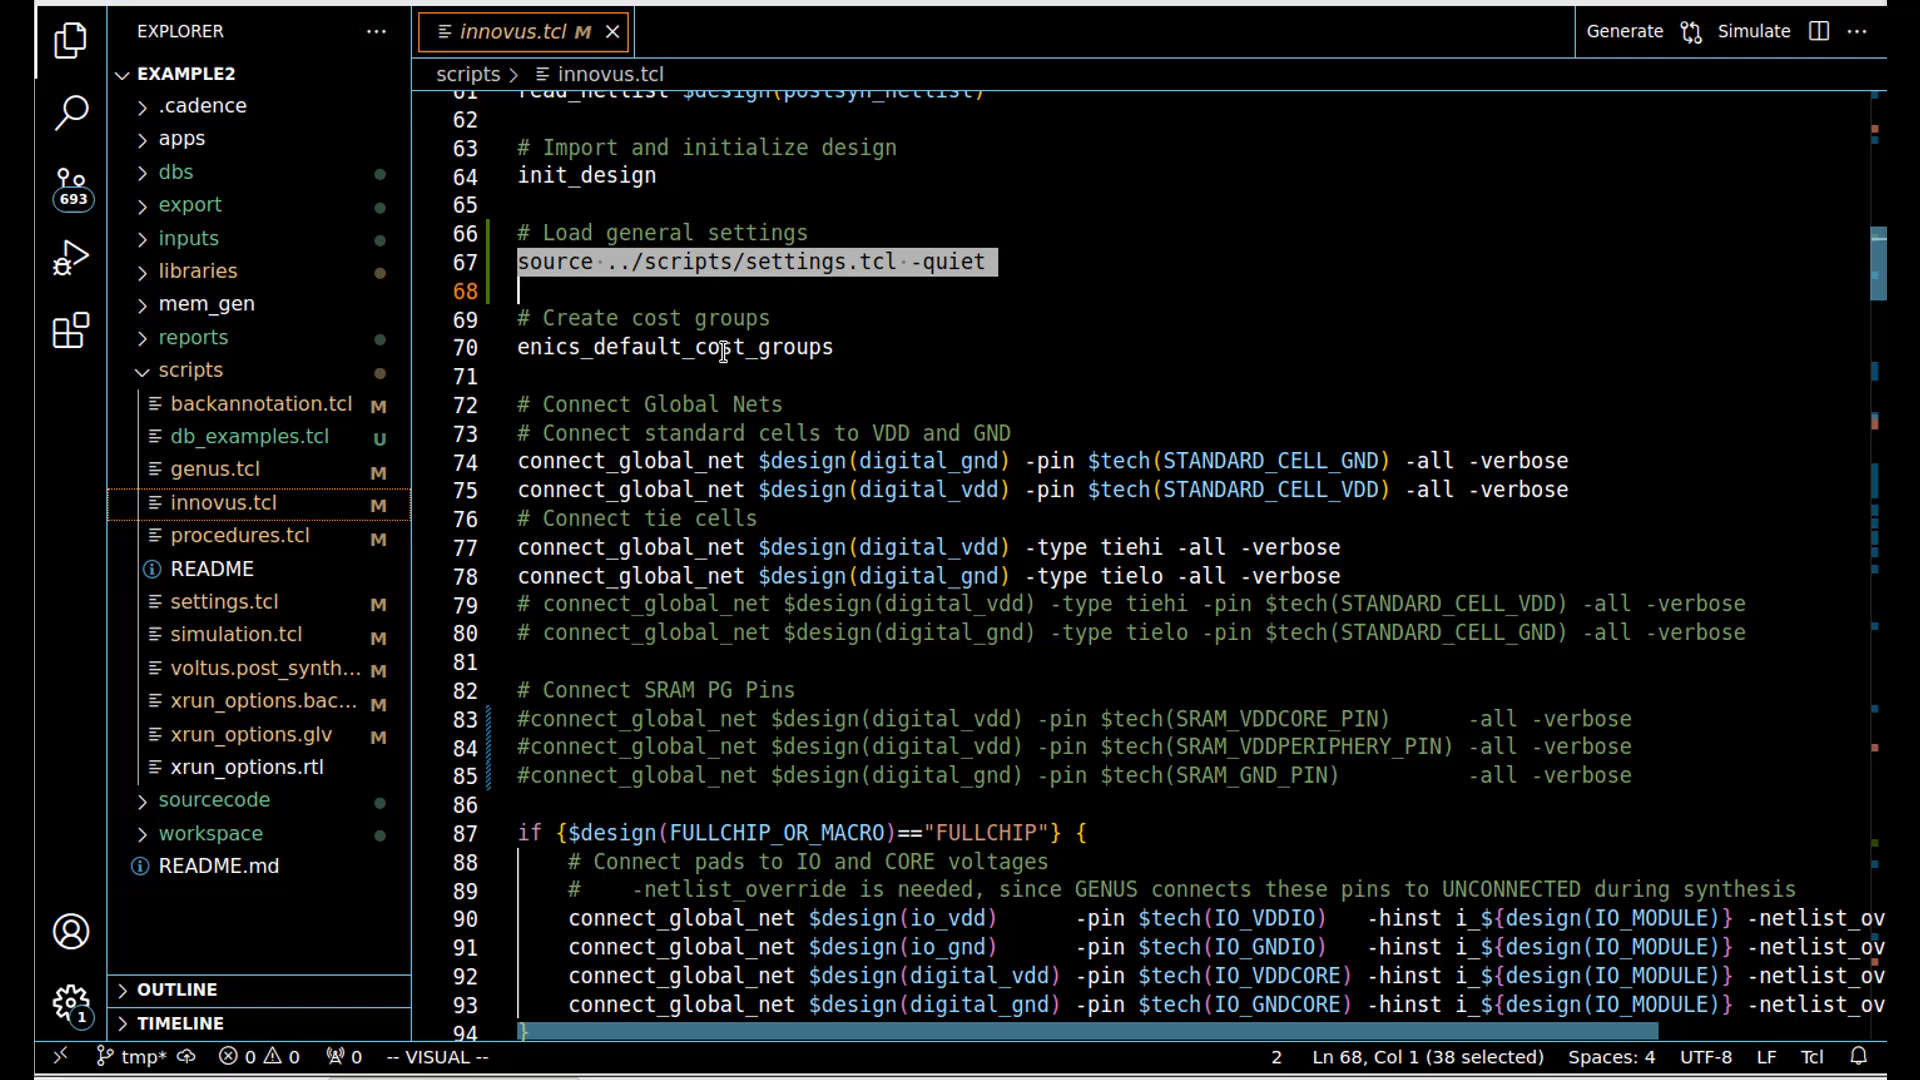 EXPLORER
EXAMPLE2
.cadence
apps
dbs
export
inputs
libraries
mem_gen
reports
scripts
backannotation.tcl M
db_examples.tcl U
genus.tcl M
innovus.tcl M
procedures.tcl M
README
settings.tcl M
simulation.tcl M
voltus.post_synth... M
xrun_options.bac... M
xrun_options.glv M
xrun_options.rtl
sourcecode
workspace
README.md
OUTLINE
TIMELINE
693
1
innovus.tcl M
Generate Simulate
scripts > innovus.tcl
61 read_netlist $design(postsyn_netlist)
62
63 # Import and initialize design
64 init_design
65
66 # Load general settings
67 source ../scripts/settings.tcl -quiet
68
69 # Create cost groups
70 enics_default_cost_groups
71
72 # Connect Global Nets
73 # Connect standard cells to VDD and GND
74 connect_global_net $design(digital_gnd) -pin $tech(STANDARD_CELL_GND) -all -verbose
75 connect_global_net $design(digital_vdd) -pin $tech(STANDARD_CELL_VDD) -all -verbose
76 # Connect tie cells
77 connect_global_net $design(digital_vdd) -type tiehi -all -verbose
78 connect_global_net $design(digital_gnd) -type tielo -all -verbose
79 # connect_global_net $design(digital_vdd) -type tiehi -pin $tech(STANDARD_CELL_VDD) -all -verbose
80 # connect_global_net $design(digital_gnd) -type tielo -pin $tech(STANDARD_CELL_GND) -all -verbose
81
82 # Connect SRAM PG Pins
83 #connect_global_net $design(digital_vdd) -pin $tech(SRAM_VDDCORE_PIN) -all -verbose
84 #connect_global_net $design(digital_vdd) -pin $tech(SRAM_VDDPERIPHERY_PIN) -all -verbose
85 #connect_global_net $design(digital_gnd) -pin $tech(SRAM_GND_PIN) -all -verbose
86
87 if {$design(FULLCHIP_OR_MACRO)=="FULLCHIP"} {
88 # Connect pads to IO and CORE voltages
89 # -netlist_override is needed, since GENUS connects these pins to UNCONNECTED during synthesis
90 connect_global_net $design(io_vdd) -pin $tech(IO_VDDIO) -hinst i_${design(IO_MODULE)} -netlist_ov
91 connect_global_net $design(io_gnd) -pin $tech(IO_GNDIO) -hinst i_${design(IO_MODULE)} -netlist_ov
92 connect_global_net $design(digital_vdd) -pin $tech(IO_VDDCORE) -hinst i_${design(IO_MODULE)} -netlist_ov
93 connect_global_net $design(digital_gnd) -pin $tech(IO_GNDCORE) -hinst i_${design(IO_MODULE)} -netlist_ov
94 }
tmp* 0 0 0 -- VISUAL -- 2 Ln 68, Col 1 (38 selected) Spaces: 4 UTF-8 LF Tcl